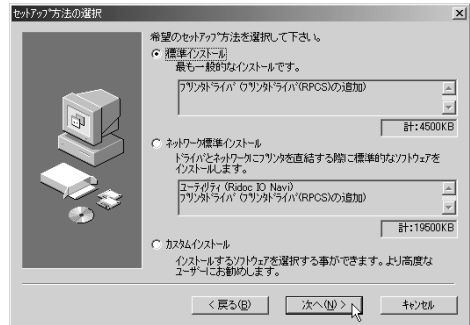 セットアップ方法の選択
希望のセットアップ方法を選択して下さい。
標準インストール
最も一般的なインストールです。
プリンタドライバ (プリンタドライバ(RPCS)の追加)
計:4500KB
ネットワーク標準インストール
ドライバとネットワークにプリンタを直結する際に標準的なソフトウェアを
インストールします。
ユーティリティ (Ridoc IO Navi)
プリンタドライバ (プリンタドライバ(RPCS)の追加)
計:19500KB
カスタムインストール
インストールするソフトウェアを選択する事ができます。より高度な
ユーザーにお勧めします。
< 戻る(B)
次へ(N) >
キャンセル